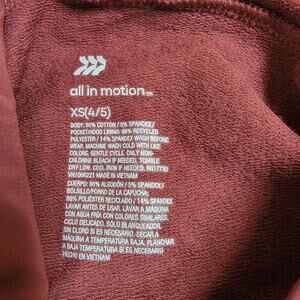 all in motion™
XS(4/5)
BODY: 95% COTTON / 5% SPANDEX/
POCKET/HOOD LINING: 86% RECYCLED
POLYESTER / 14% SPANDEX WASH BEFORE
WEAR, MACHINE WASH COLD WITH LIKE
COLORS. GENTLE CYCLE. ONLY NON-
CHLORINE BLEACH IF NEEDED. TUMBLE
DRY LOW. COOL IRON IF NEEDED. RN17730
MADE IN VIETNAM
CUERPO: 95% ALGODÓN / 5% SPANDEX/
BOLSILLO/FORRO DE LA CAPUCHA:
86% POLIÉSTER RECICLADO / 14% SPANDEX
LAVAR ANTES DE USAR. LAVAR A MÁQUINA
CON AGUA FRÍA CON COLORES SIMILARES.
CICLO DELICADO. SÓLO BLANQUEADOR
SIN CLORO SI ES NECESARIO. SECAR A
MÁQUINA A TEMPERATURA BAJA. PLANCHAR
A BAJA TEMPERATURA SI ES NECESARIO
HECHO EN VIETNAM